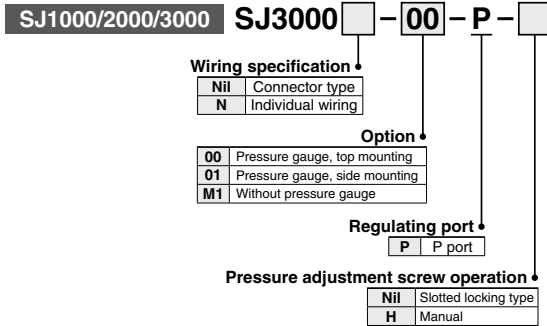 SJ1000/2000/3000 SJ3000 - 00 - P -
Wiring specification
Nil Connector type
N Individual wiring
Option
00 Pressure gauge, top mounting
01 Pressure gauge, side mounting
M1 Without pressure gauge
Regulating port
P P port
Pressure adjustment screw operation
Nil Slotted locking type
H Manual